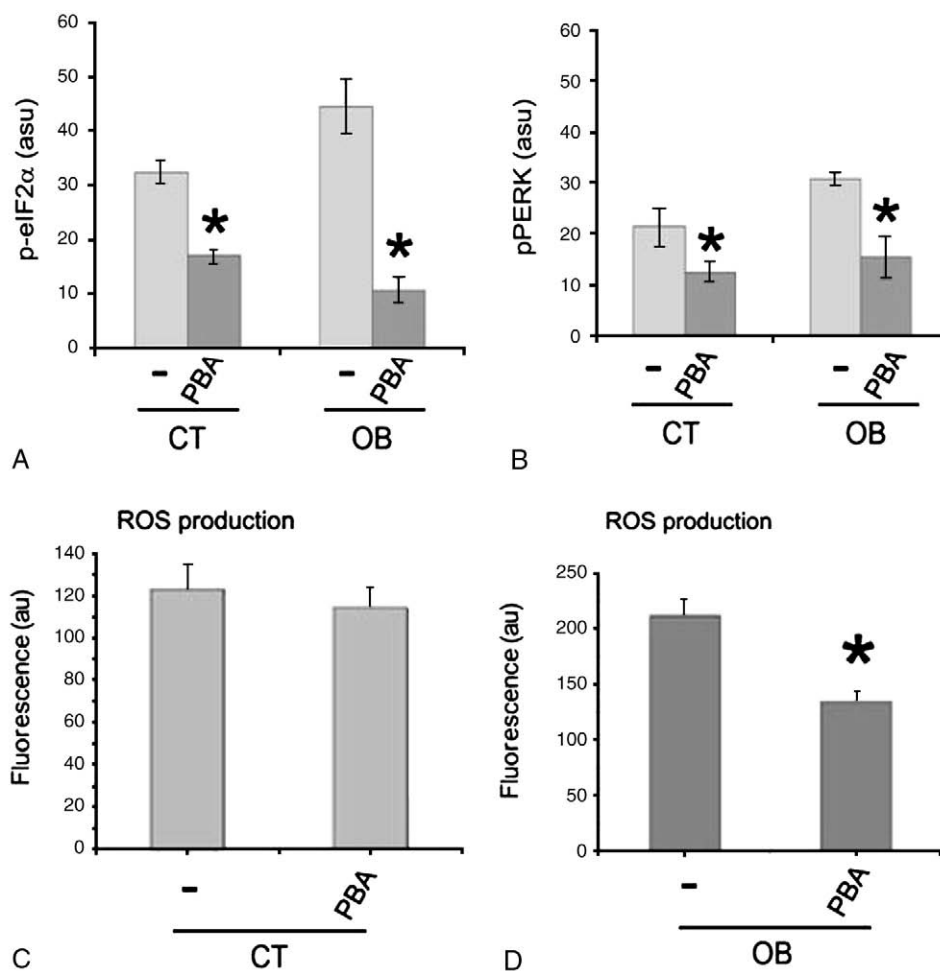 60
50
40
30
20
10
0
p-eIF2α (asu)
*
*
-
PBA
-
PBA
CT
OB
A
60
50
40
30
20
10
0
pPERK (asu)
*
*
-
PBA
-
PBA
CT
OB
B
ROS production
140
120
100
80
60
40
20
0
Fluorescence (au)
-
PBA
CT
C
ROS production
250
200
150
100
50
0
Fluorescence (au)
*
-
PBA
OB
D